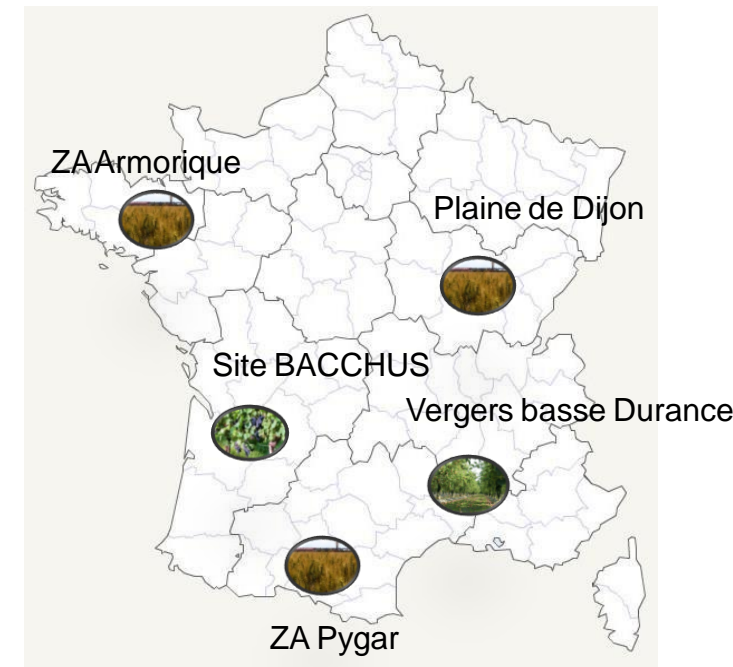 ZA Armorique
Plaine de Dijon
Site BACCHUS
Vergers basse Durance
ZA Pygar